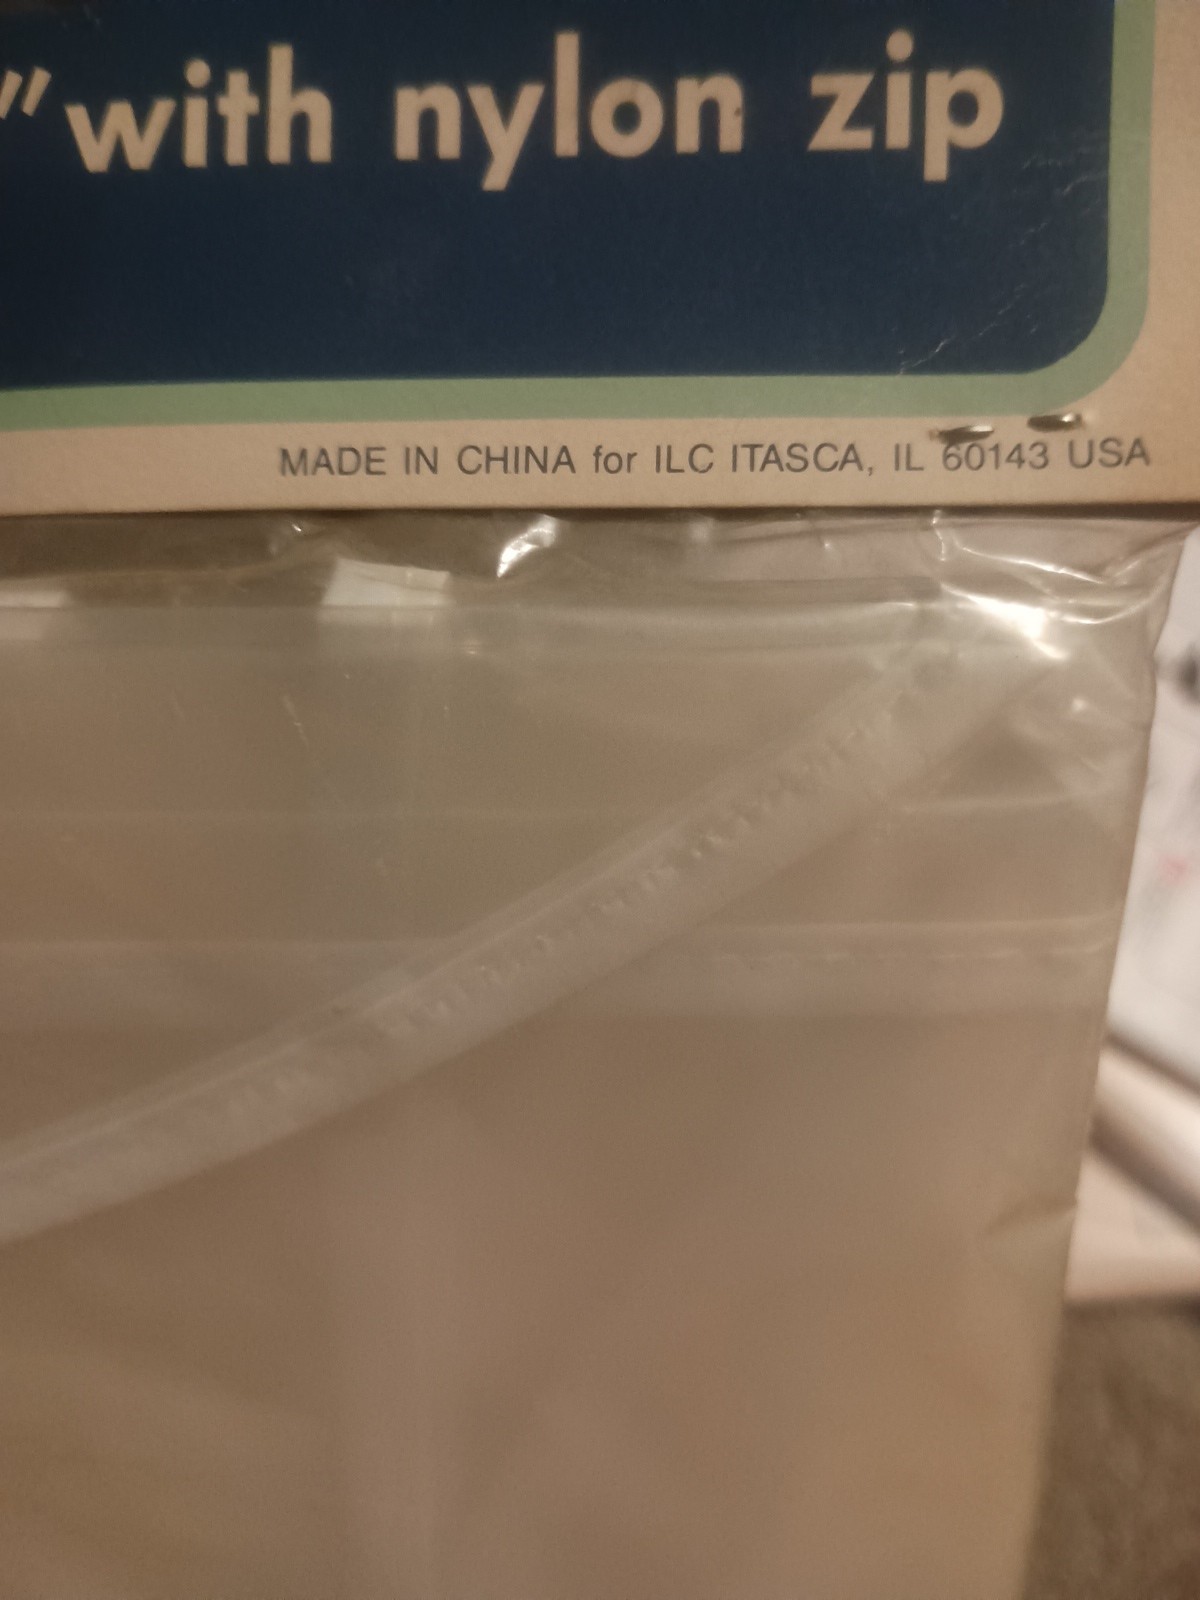 "with nylon zip
MADE IN CHINA for ILC ITASCA, IL 60143 USA